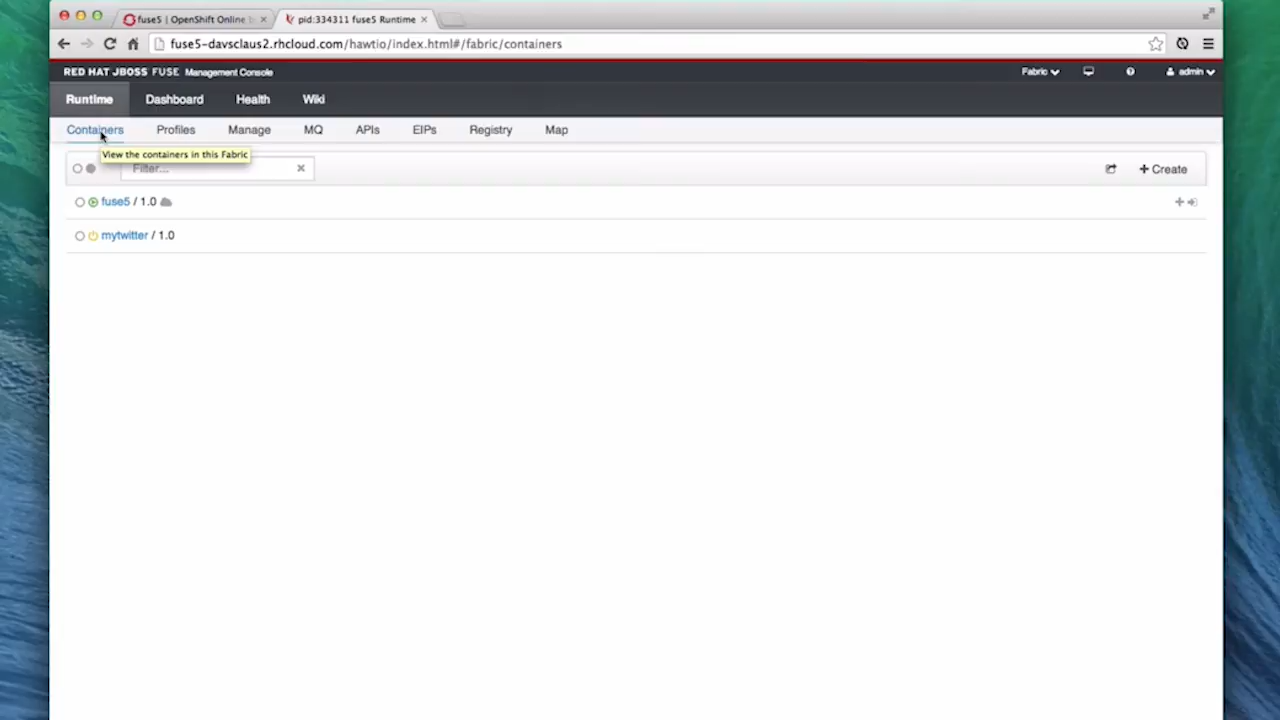 fuse5 | OpenShift Online
pid:334311 fuse5 Runtime
fuse5-davsclaus2.rhcloud.com/hawtio/index.html#/fabric/containers
RED HAT JBOSS FUSE Management Console
Fabric
admin
Runtime Dashboard Health Wiki
Containers Profiles Manage MQ APIs EIPs Registry Map
View the containers in this Fabric
Filter...
Create
fuse5 / 1.0
mytwitter / 1.0